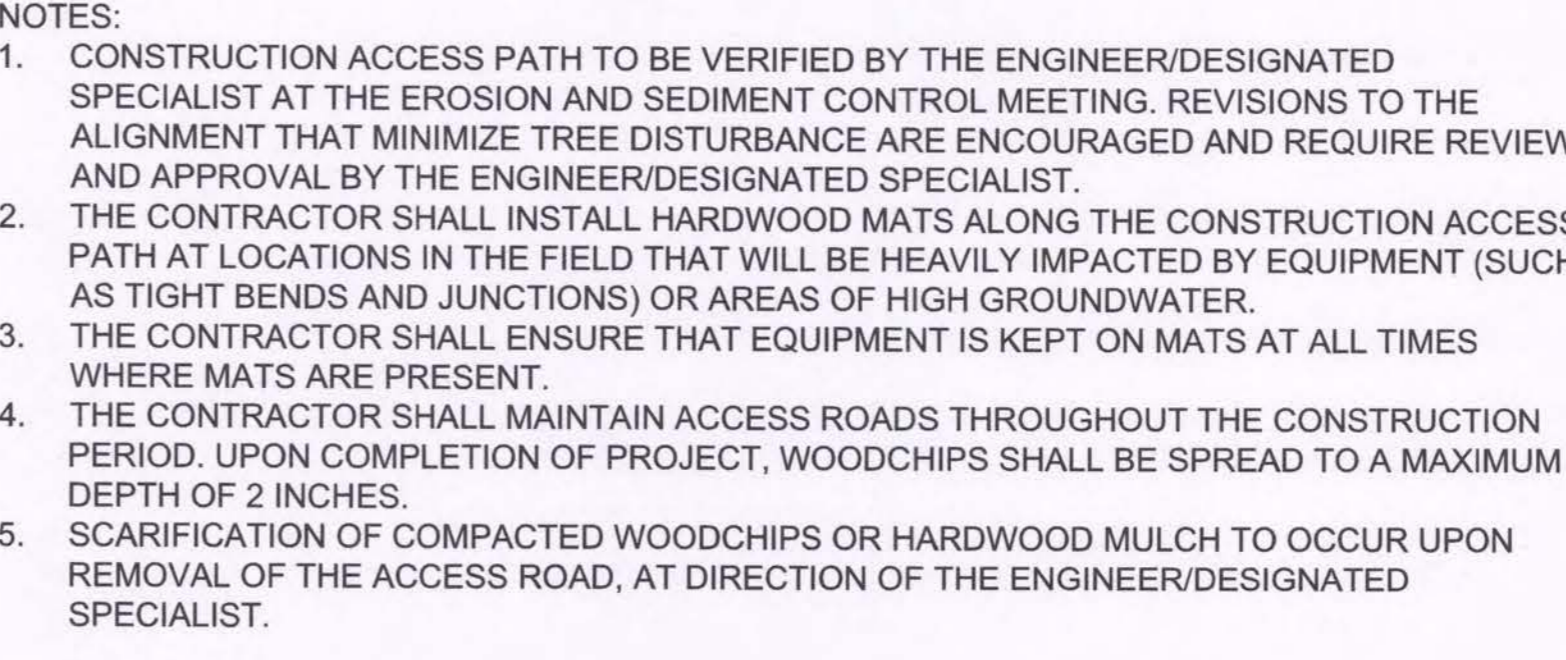 NOTES:
1. CONSTRUCTION ACCESS PATH TO BE VERIFIED BY THE ENGINEER/DESIGNATED
SPECIALIST AT THE EROSION AND SEDIMENT CONTROL MEETING. REVISIONS TO THE
ALIGNMENT THAT MINIMIZE TREE DISTURBANCE ARE ENCOURAGED AND REQUIRE REVIEW
AND APPROVAL BY THE ENGINEER/DESIGNATED SPECIALIST.
2. THE CONTRACTOR SHALL INSTALL HARDWOOD MATS ALONG THE CONSTRUCTION ACCESS
PATH AT LOCATIONS IN THE FIELD THAT WILL BE HEAVILY IMPACTED BY EQUIPMENT (SUCH
AS TIGHT BENDS AND JUNCTIONS) OR AREAS OF HIGH GROUNDWATER.
3. THE CONTRACTOR SHALL ENSURE THAT EQUIPMENT IS KEPT ON MATS AT ALL TIMES
WHERE MATS ARE PRESENT.
4. THE CONTRACTOR SHALL MAINTAIN ACCESS ROADS THROUGHOUT THE CONSTRUCTION
PERIOD. UPON COMPLETION OF PROJECT, WOODCHIPS SHALL BE SPREAD TO A MAXIMUM
DEPTH OF 2 INCHES.
5. SCARIFICATION OF COMPACTED WOODCHIPS OR HARDWOOD MULCH TO OCCUR UPON
REMOVAL OF THE ACCESS ROAD, AT DIRECTION OF THE ENGINEER/DESIGNATED
SPECIALIST.